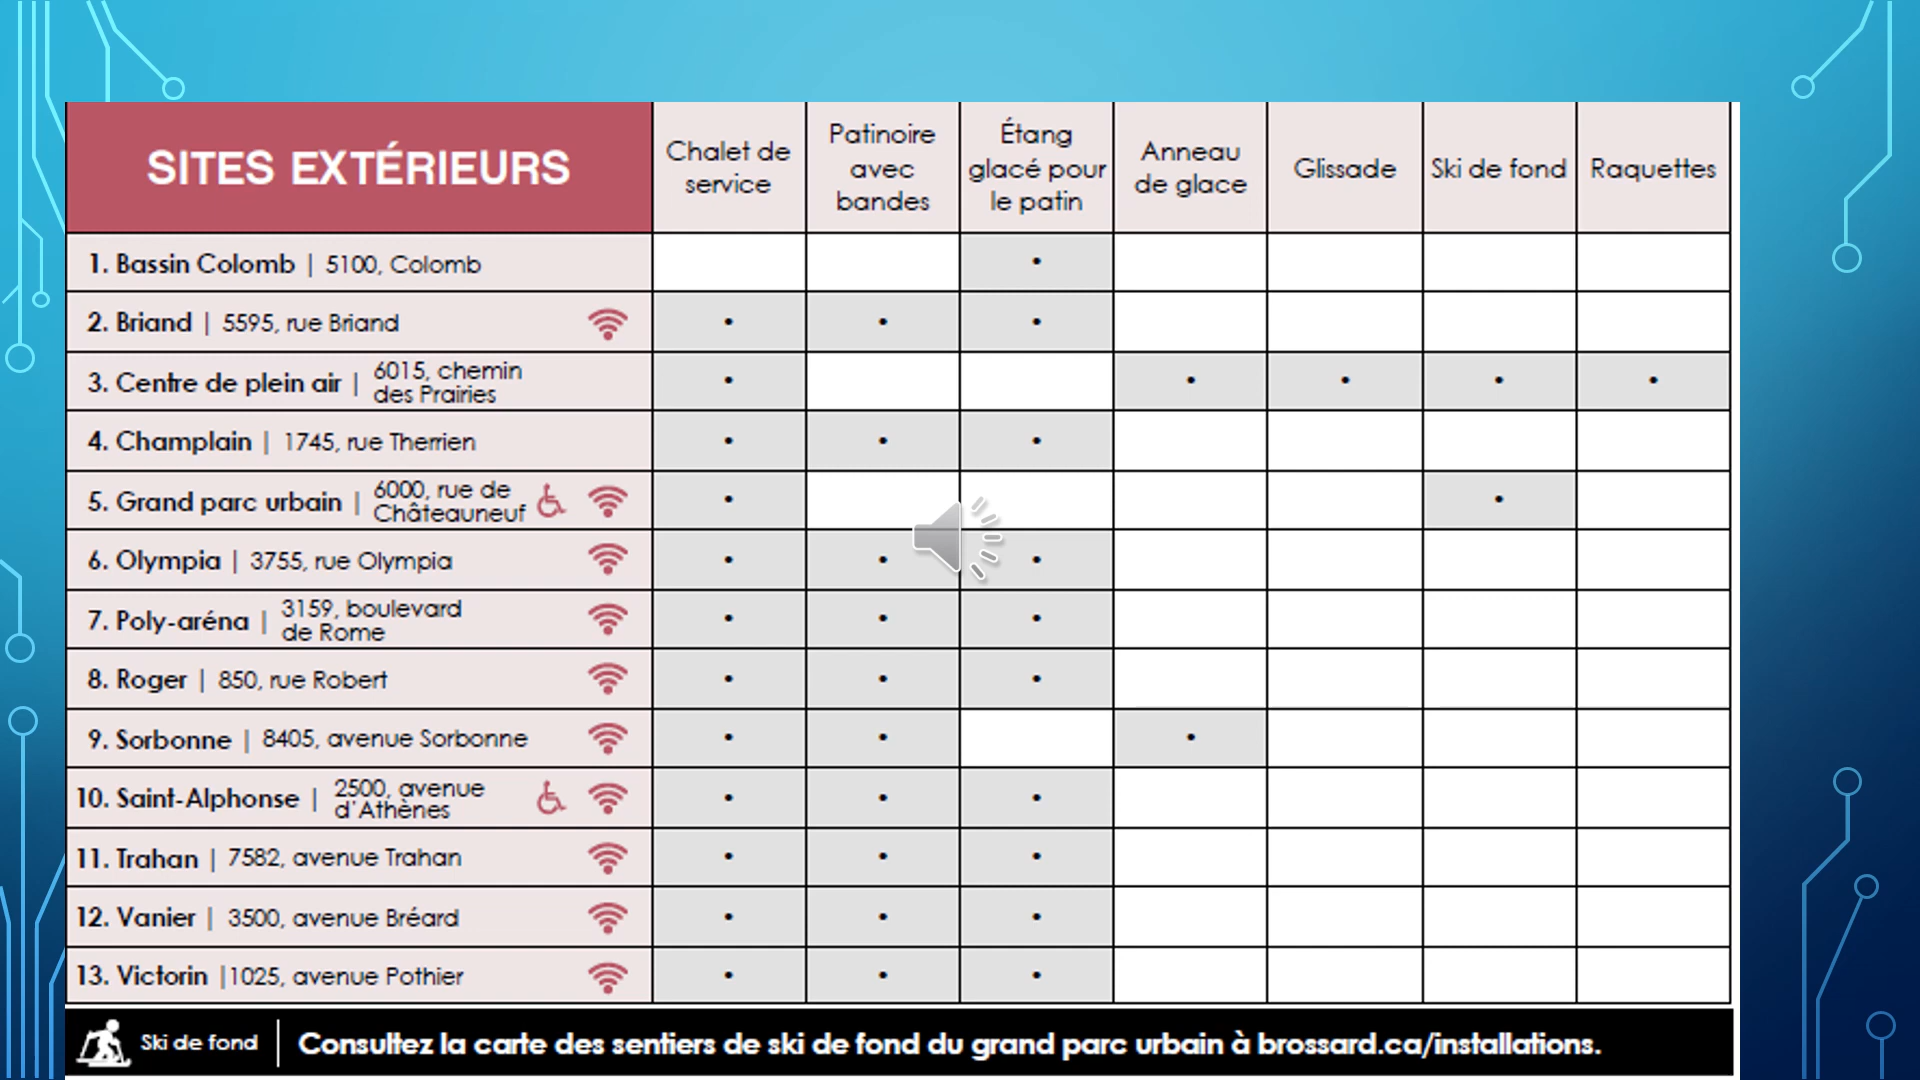 SITES EXTÉRIEURS
Chalet de
service
Patinoire
avec
bandes
Étang
glacé pour
le patin
Anneau
de glace
Glissade
Ski de fond
Raquettes
1. Bassin Colomb | 5100, Colomb •
2. Briand | 5595, rue Briand • • •
3. Centre de plein air | 6015, chemin
des Prairies • • • • •
4. Champlain | 1745, rue Therrien • • •
5. Grand parc urbain | 6000, rue de
Châteauneuf • •
6. Olympia | 3755, rue Olympia • • •
7. Poly-aréna | 3159, boulevard
de Rome • • •
8. Roger | 850, rue Robert • • •
9. Sorbonne | 8405, avenue Sorbonne • • •
10. Saint-Alphonse | 2500, avenue
d'Athènes • • •
11. Trahan | 7582, avenue Trahan • • •
12. Vanier | 3500, avenue Bréard • • •
13. Victorin |1025, avenue Pothier • • •
Ski de fond | Consultez la carte des sentiers de ski de fond du grand parc urbain à brossard.ca/installations.